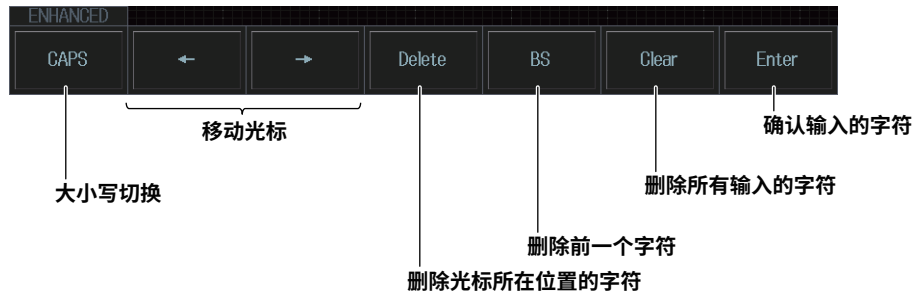 ENHANCED
CAPS ← → Delete BS Clear Enter
移动光标
确认输入的字符
大小写切换
删除所有输入的字符
删除前一个字符
删除光标所在位置的字符